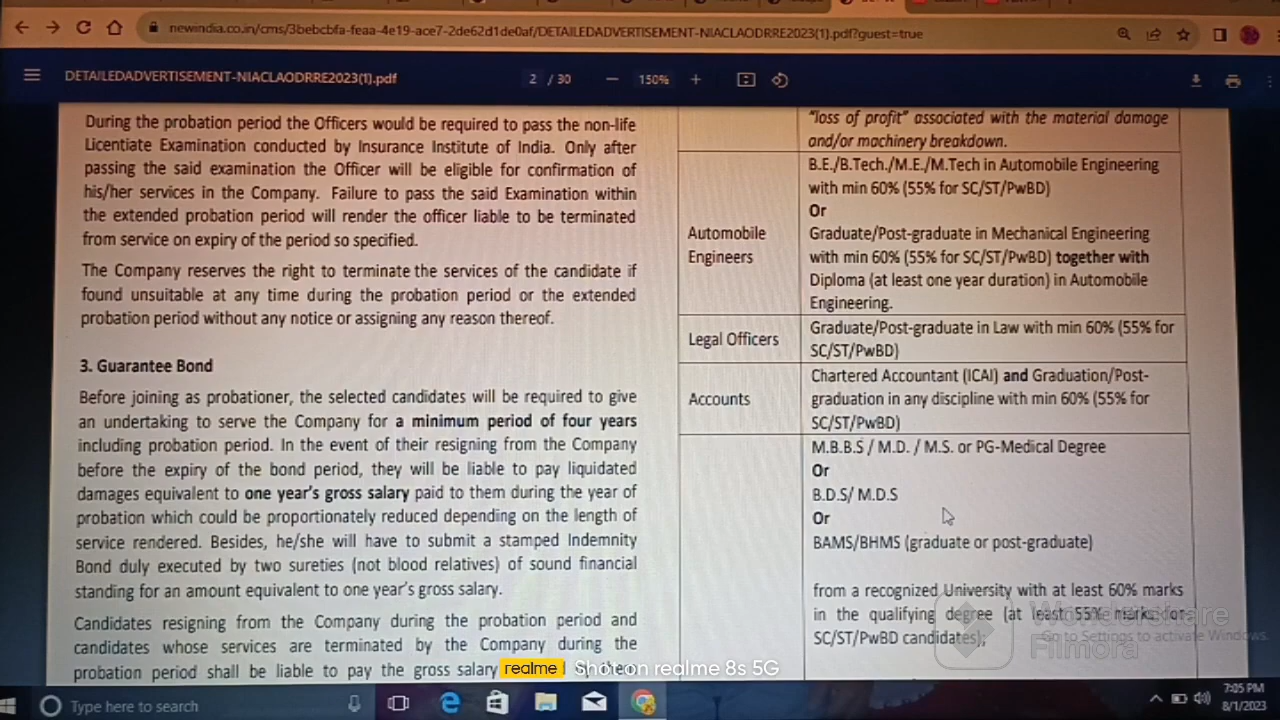 newindia.co.in/cms/3bebcbfa-feaa-4e19-ace7-2de62d1de0af/DETAILEDADVERTISEMENT-NIACLAODRRE2023(1).pdf?guest=true
DETAILEDADVERTISEMENT-NIACLAODRRE2023(1).pdf
2 / 30
150%
During the probation period the Officers would be required to pass the non-life
Licentiate Examination conducted by Insurance Institute of India. Only after
passing the said examination the Officer will be eligible for confirmation of
his/her services in the Company. Failure to pass the said Examination within
the extended probation period will render the officer liable to be terminated
from service on expiry of the period so specified.
The Company reserves the right to terminate the services of the candidate if
found unsuitable at any time during the probation period or the extended
probation period without any notice or assigning any reason thereof.
3. Guarantee Bond
Before joining as probationer, the selected candidates will be required to give
an undertaking to serve the Company for a minimum period of four years
including probation period. In the event of their resigning from the Company
before the expiry of the bond period, they will be liable to pay liquidated
damages equivalent to one year's gross salary paid to them during the year of
probation which could be proportionately reduced depending on the length of
service rendered. Besides, he/she will have to submit a stamped Indemnity
Bond duly executed by two sureties (not blood relatives) of sound financial
standing for an amount equivalent to one year's gross salary.
Candidates resigning from the Company during the probation period and
candidates whose services are terminated by the Company during the
probation period shall be liable to pay the gross salary
"loss of profit" associated with the material damage
and/or machinery breakdown.
Automobile
Engineers
B.E./B.Tech./M.E./M.Tech in Automobile Engineering
with min 60% (55% for SC/ST/PwBD)
Or
Graduate/Post-graduate in Mechanical Engineering
with min 60% (55% for SC/ST/PwBD) together with
Diploma (at least one year duration) in Automobile
Engineering.
Legal Officers
Graduate/Post-graduate in Law with min 60% (55% for
SC/ST/PwBD)
Accounts
Chartered Accountant (ICAI) and Graduation/Post-
graduation in any discipline with min 60% (55% for
SC/ST/PwBD)
M.B.B.S / M.D. / M.S. or PG-Medical Degree
Or
B.D.S/ M.D.S
Or
BAMS/BHMS (graduate or post-graduate)
from a recognized University with at least 60% marks
in the qualifying degree (at least 55% marks for
SC/ST/PwBD candidates),
Wondershare
Filmora
Go to Settings to activate Windows.
realme Shot on realme 8s 5G
Type here to search
7:05 PM
8/1/2023